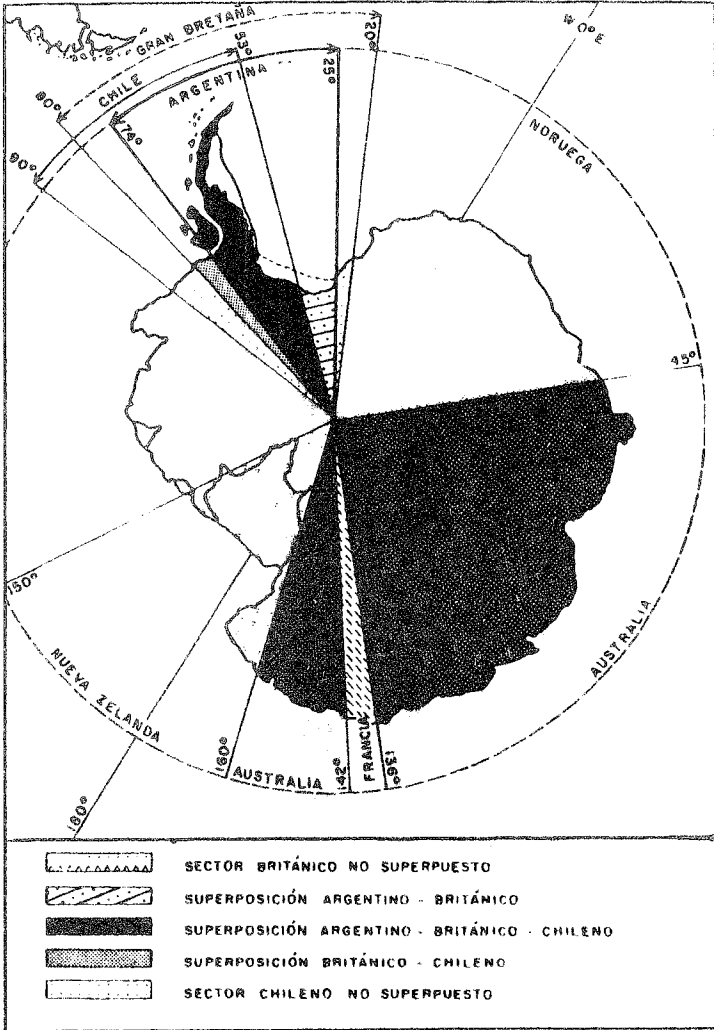 GRAN BRETAÑA
CHILE
ARGENTINA
90°
80°
74°
53°
25°
20°
0°E
NORUEGA
45°
AUSTRALIA
136°
FRANCIA
142°
AUSTRALIA
160°
180°
NUEVA ZELANDA
150°
SECTOR BRITÁNICO NO SUPERPUESTO
SUPERPOSICIÓN ARGENTINO - BRITÁNICO
SUPERPOSICIÓN ARGENTINO - BRITÁNICO - CHILENO
SUPERPOSICIÓN BRITÁNICO - CHILENO
SECTOR CHILENO NO SUPERPUESTO